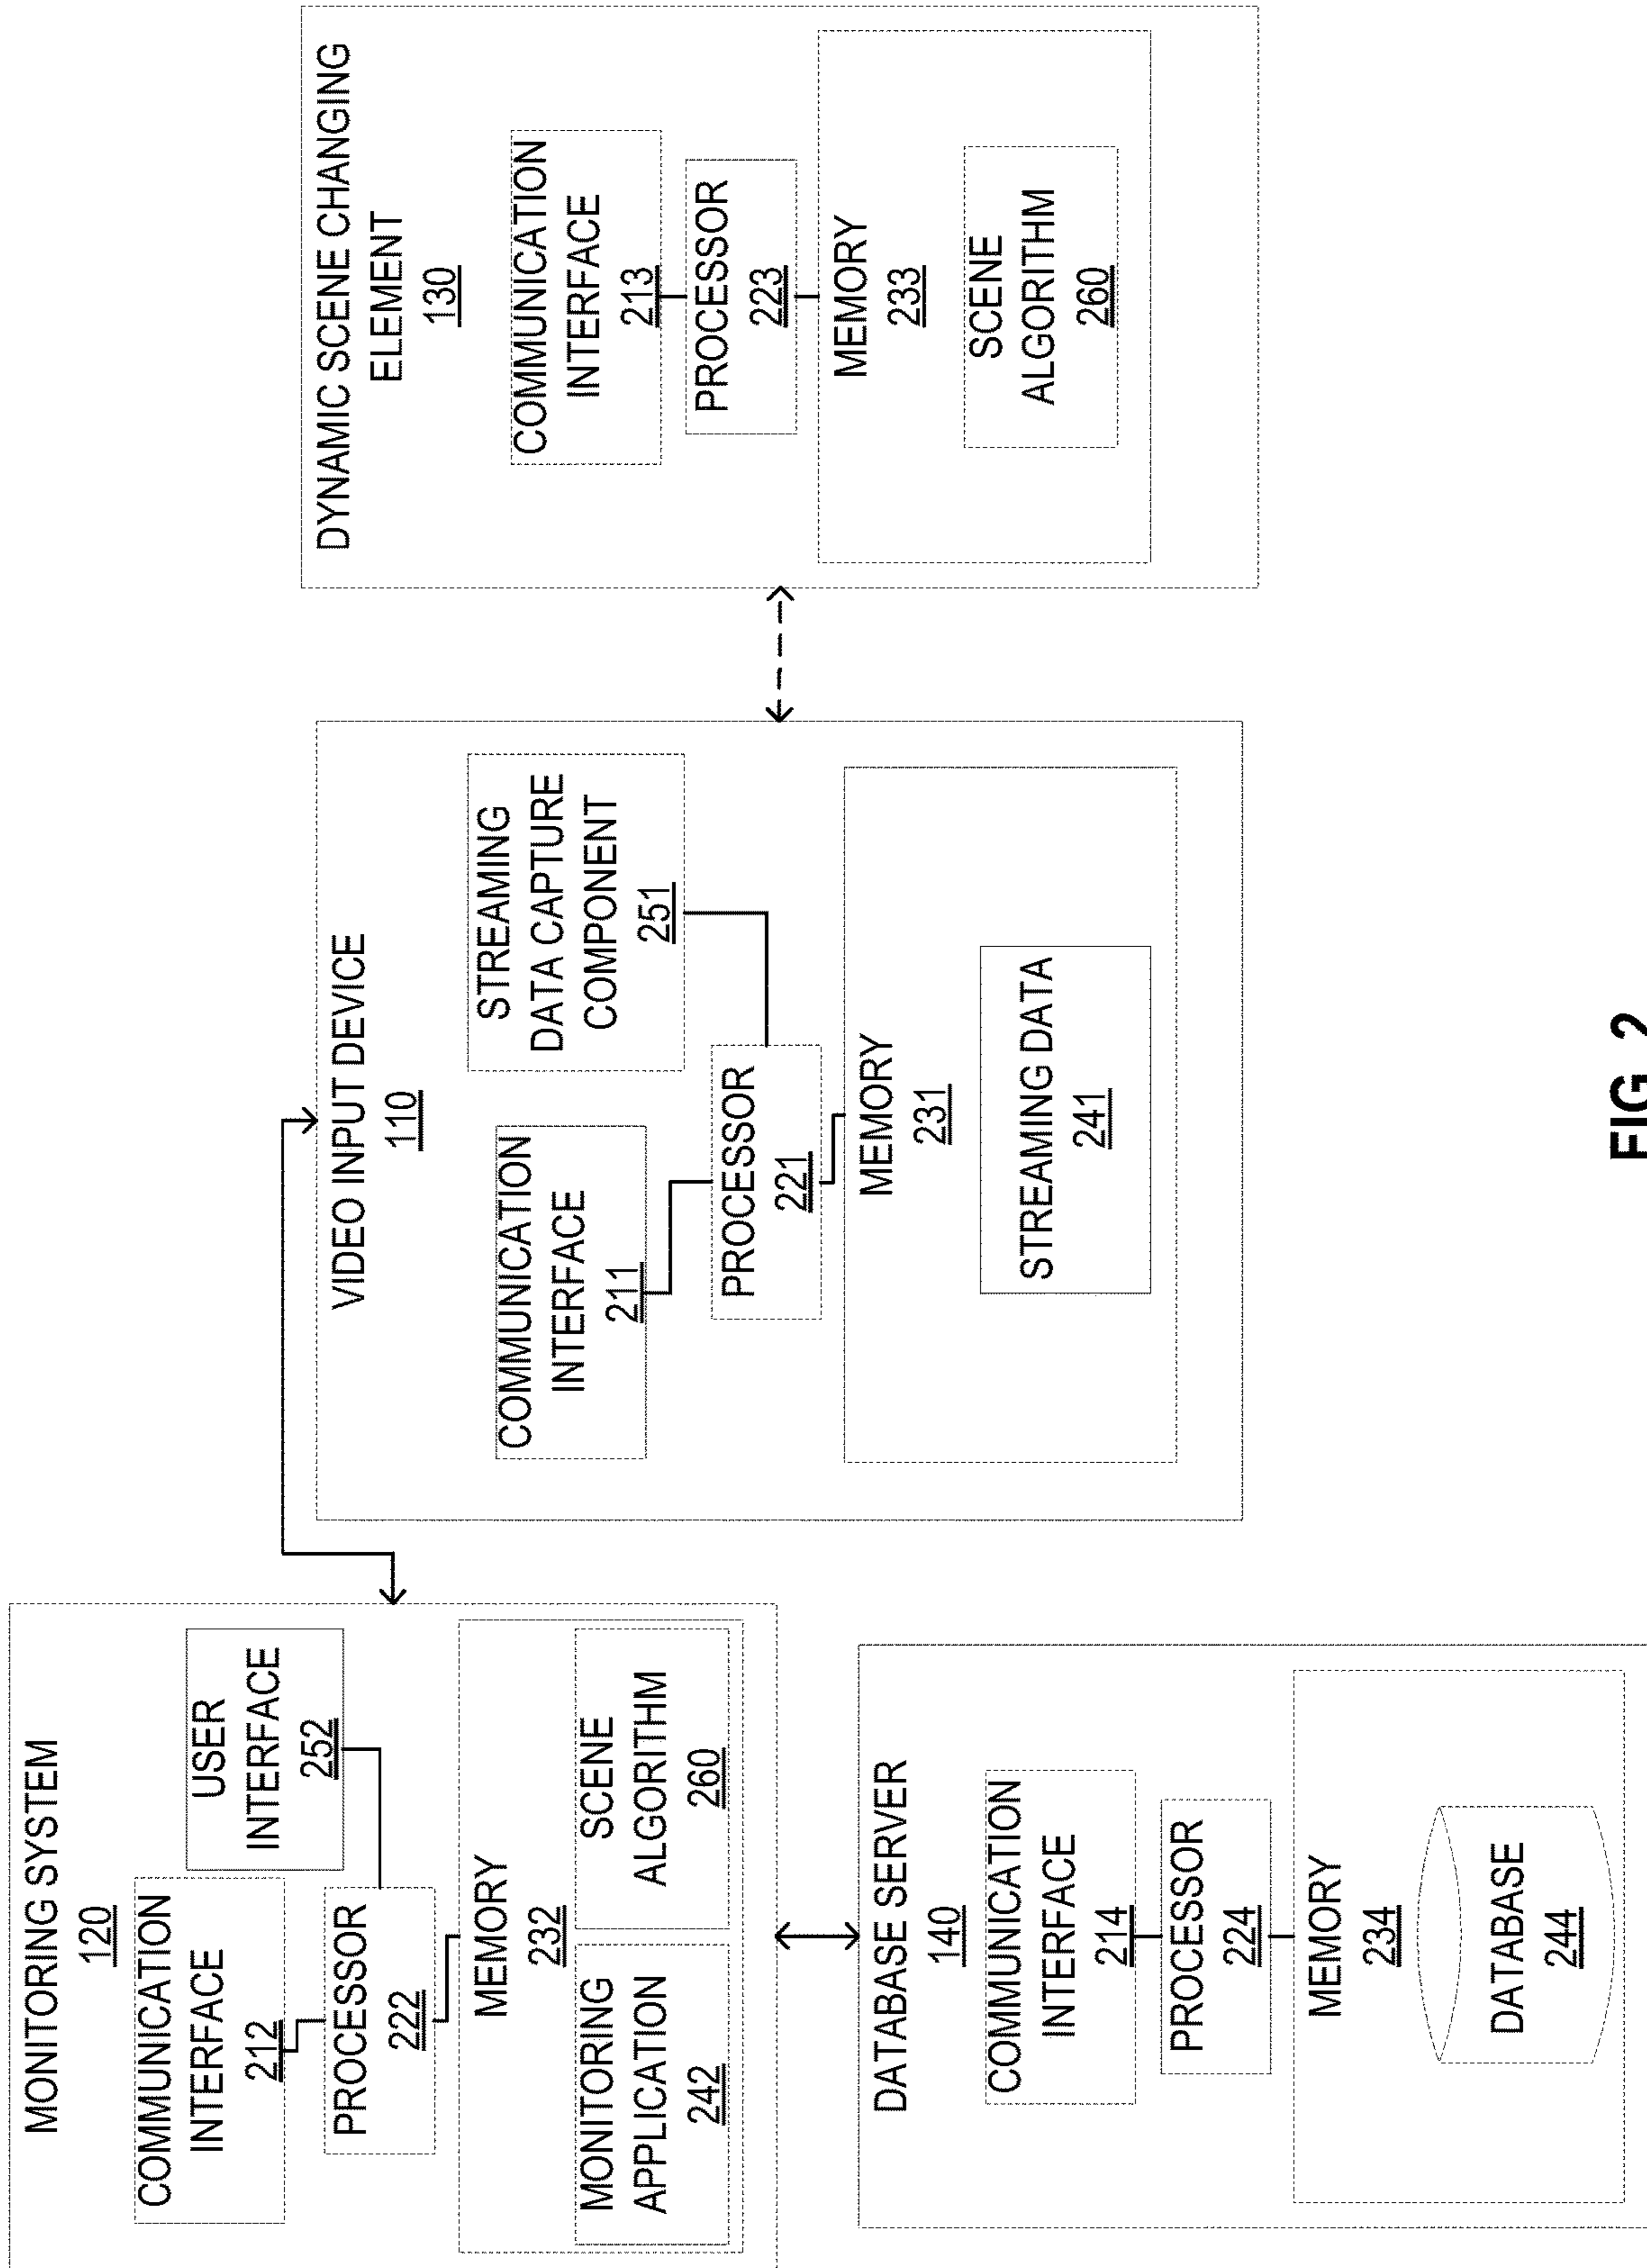 MONITORING SYSTEM
120
COMMUNICATION
INTERFACE
212
USER
INTERFACE
252
PROCESSOR
222
MEMORY
232
MONITORING
APPLICATION
242
SCENE
ALGORITHM
260
VIDEO INPUT DEVICE
110
COMMUNICATION
INTERFACE
211
STREAMING
DATA CAPTURE
COMPONENT
251
PROCESSOR
221
MEMORY
231
STREAMING DATA
241
DYNAMIC SCENE CHANGING
ELEMENT
130
COMMUNICATION
INTERFACE
213
PROCESSOR
223
MEMORY
233
SCENE
ALGORITHM
260
DATABASE SERVER
140
COMMUNICATION
INTERFACE
214
PROCESSOR
224
MEMORY
234
DATABASE
244
FIG. 2